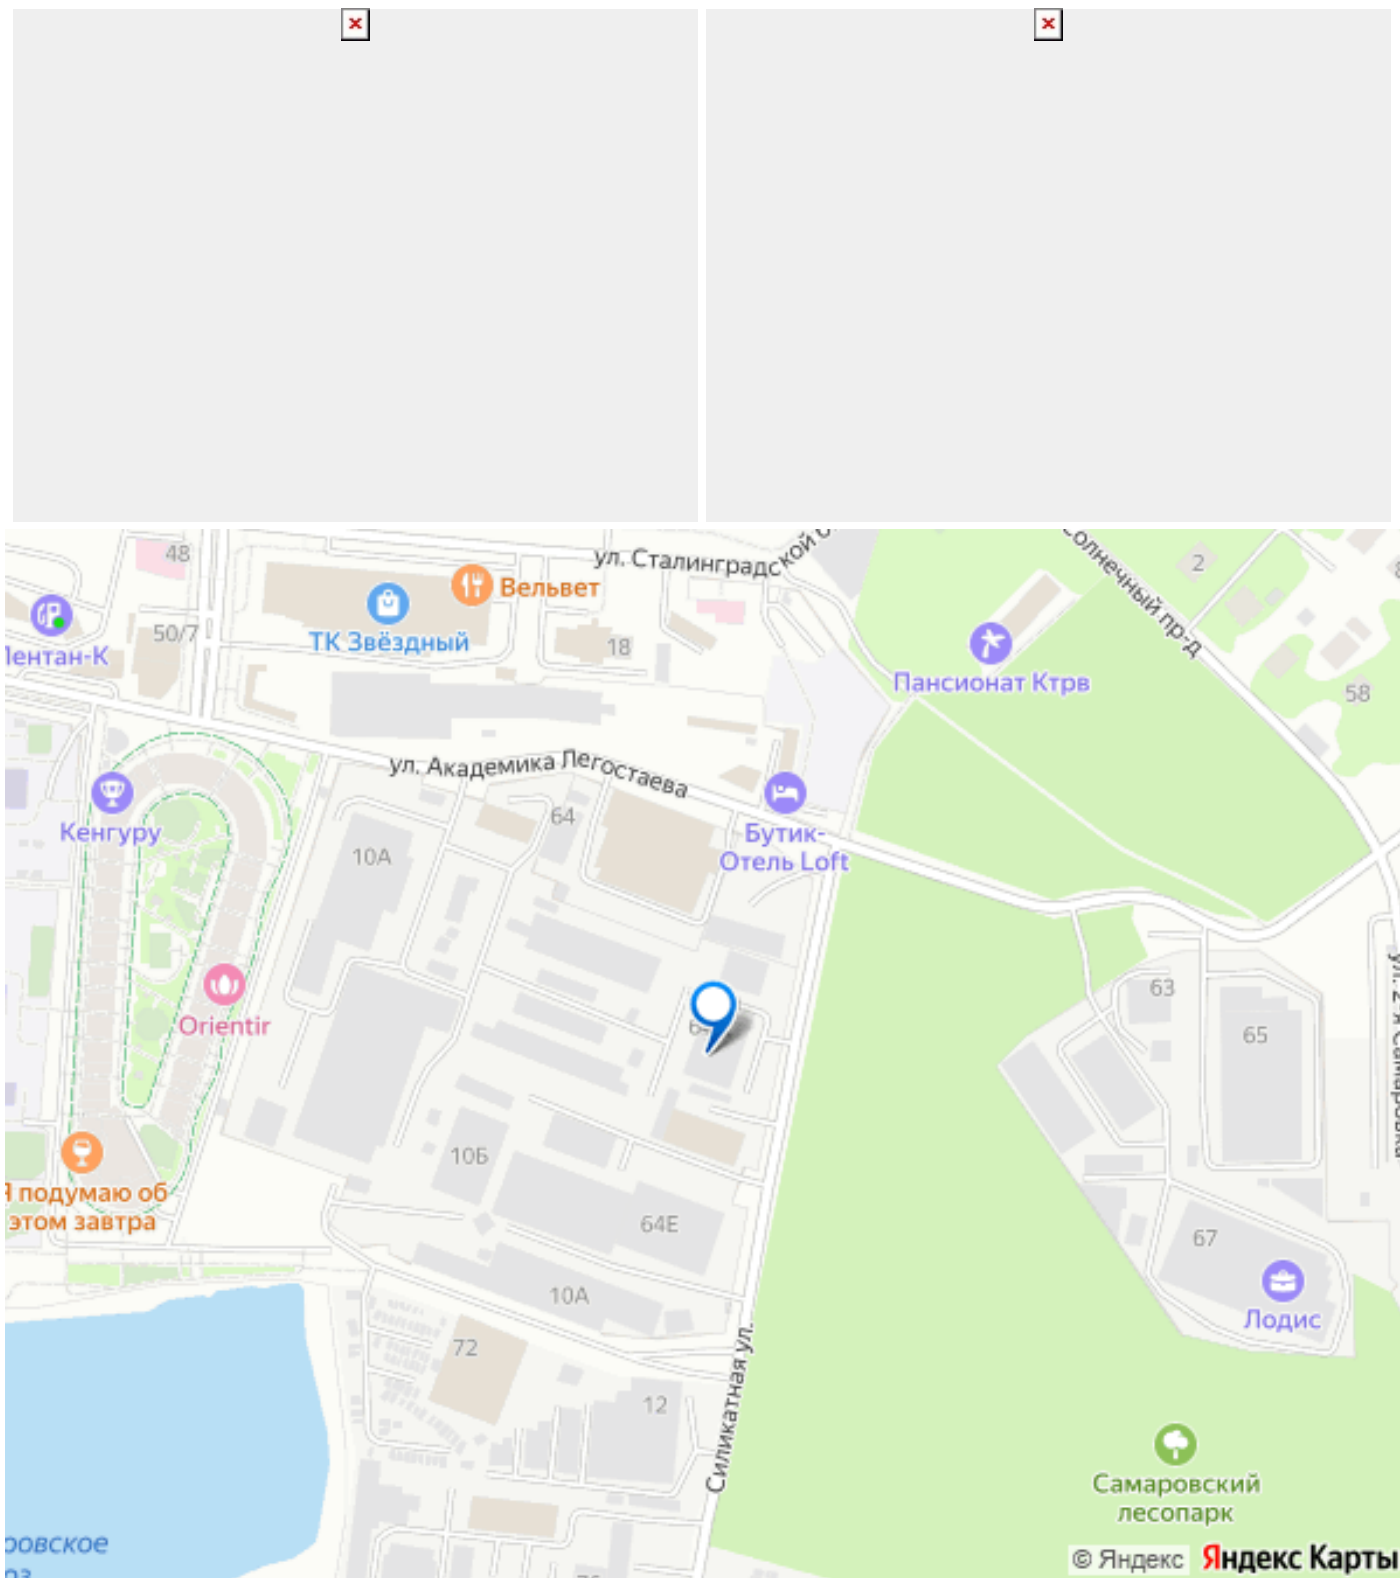 ул. Сталинградской
Солнечный пр-д
48
2
Вельвет
50/7
ТК Звёздный
18
Пентан-К
Пансионат Ктрв
58
ул. Академика Легостаева
Кенгуру
64
Бутик-
Отель Loft
10А
63
65
Orientir
10Б
Я подумаю об
этом завтра
64Е
67
10А
Лодис
72
12
Силикатная ул.
Самаровский
лесопарк
© Яндекс Яндекс Карты